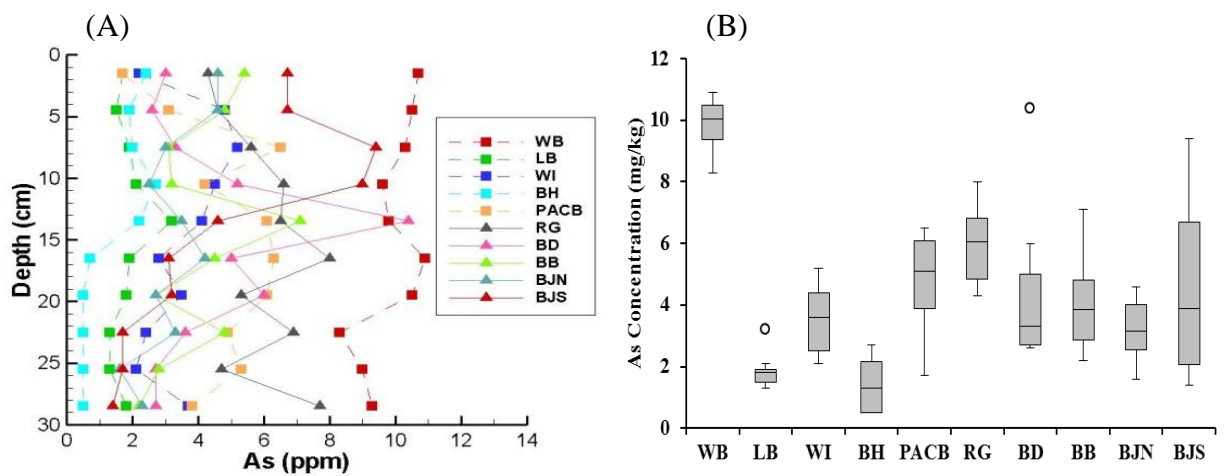 (A)
(B)
0
5
10
15
20
25
30
Depth (cm)
0 2 4 6 8 10 12 14
As (ppm)
WB
LB
WI
BH
PACB
RG
BD
BB
BJN
BJS
12
10
8
6
4
2
0
As Concentration (mg/kg)
WB LB WI BH PACB RG BD BB BJN BJS